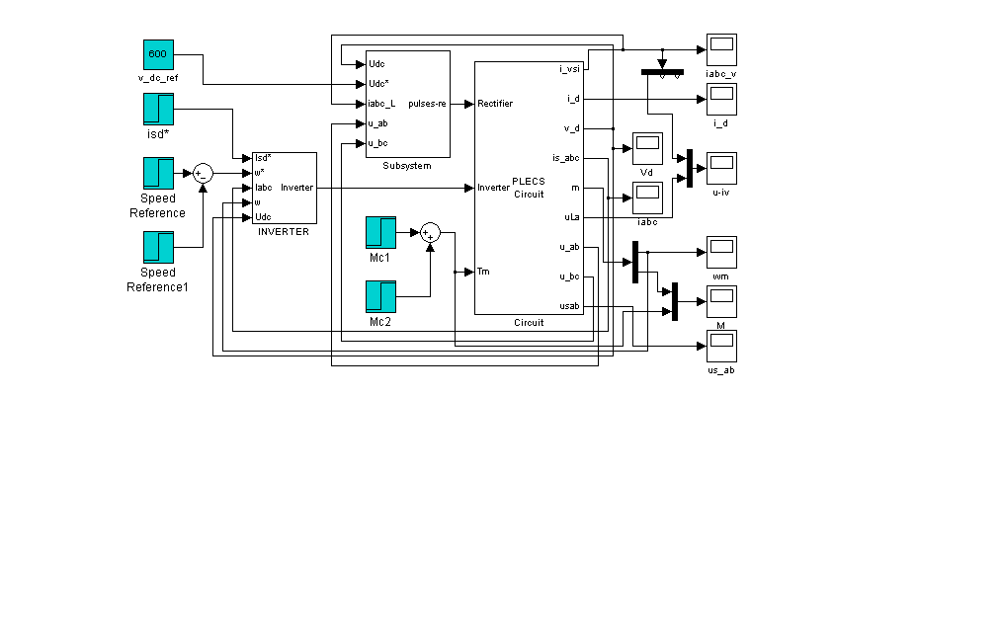 600
v_dc_ref
isd*
Speed
Reference
Speed
Reference1
+
−
Isd*
w*
Iabc
w
Udc
Inverter
INVERTER
Udc
Udc*
iabc_L
u_ab
u_bc
pulses-re
Subsystem
Mc1
Mc2
+
+
Rectifier
Inverter
Tm
PLECS
Circuit
i_vsi
i_d
v_d
is_abc
m
uLa
u_ab
u_bc
usab
Circuit
iabc_v
i_d
Vd
iabc
u-iv
wm
M
us_ab